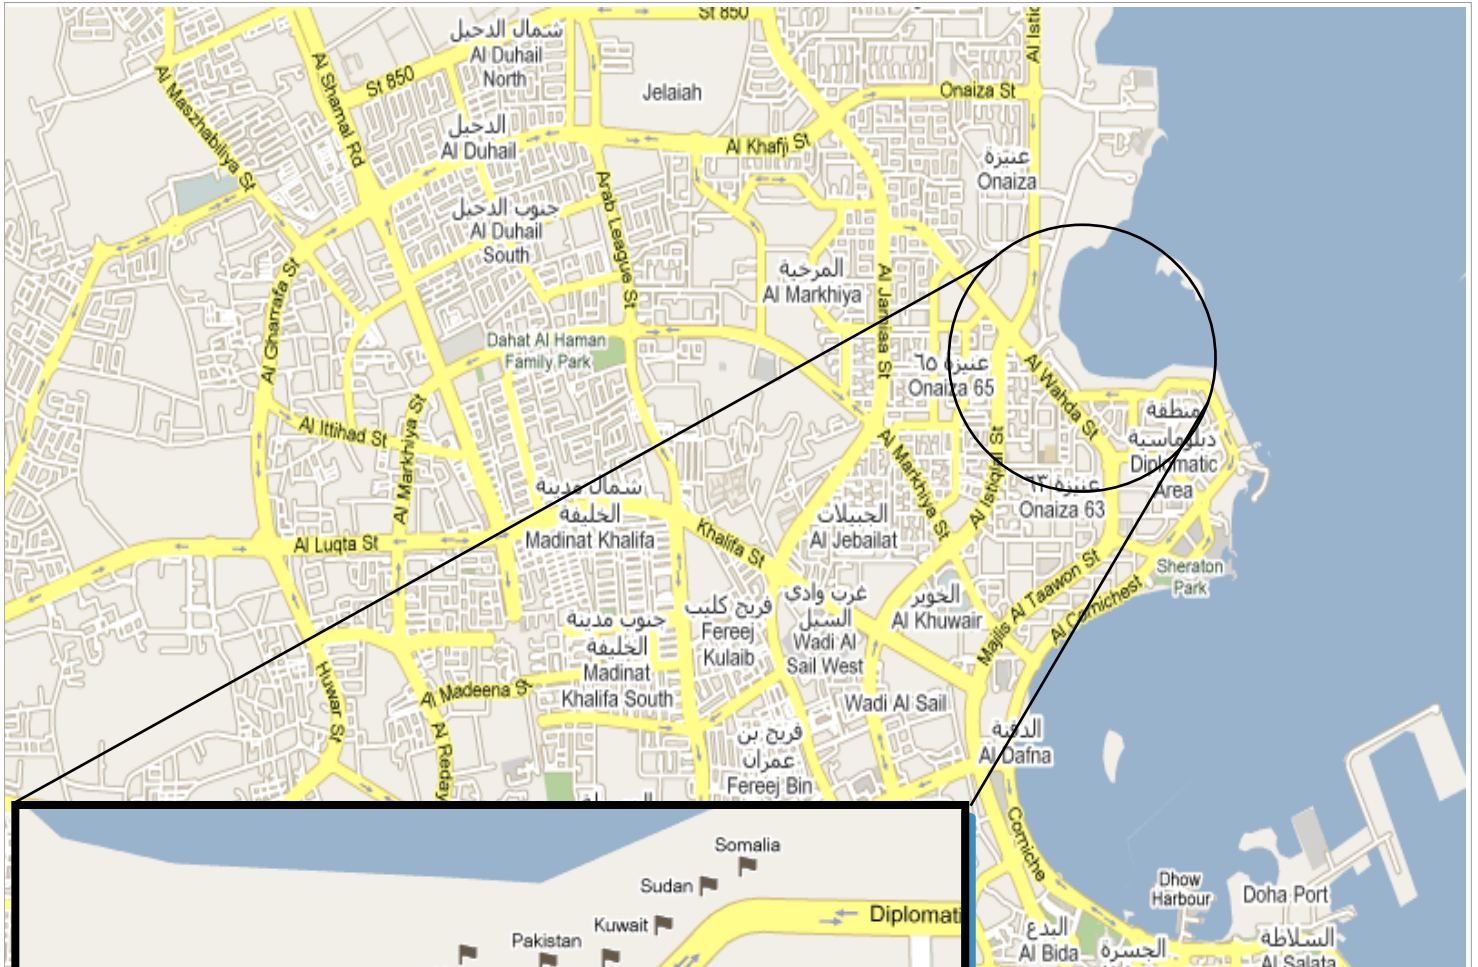 St 850
Al Istiq
شمال الدحيل
Al Duhail
North
Al Shamal Rd
Al Maszhabiliya St
St 850
Jelaiah
Onaiza St
الدحيل
Al Duhail
Al Khafji St
عنيزة
Onaiza
جنوب الدحيل
Al Duhail
South
Arab League St
المرخية
Al Markhiya
Al Jamiaa St
Al Gharrafa St
Dahat Al Haman
Family Park
عنيزة ٦٥
Onaiza 65
Al Wahda St
منطقة
دبلوماسية
Diplomatic
Area
Al Ittihad St
Al Markhiya St
Al Markhiya St
Al Istiqlal St
عنيزة ٦٣
Onaiza 63
شمال مدينة
الخليفة
Madinat Khalifa
Khalifa St
الجبيلات
Al Jebailat
Al Luqta St
Sheraton
Park
Majlis Al Taawon St
Al Cornichest
غرب وادي
السيل
Wadi Al
Sail West
الخوير
Al Khuwair
فريج كليب
Fereej
Kulaib
جنوب مدينة
الخليفة
Madinat
Khalifa South
Huwar St
Al Madeena St
Wadi Al Sail
Al Reday
فريج بن
عمران
Fereej Bin
الدفنة
Al Dafna
Corniche
Somalia
Sudan
Kuwait
Pakistan
Diplomati
Dhow
Harbour
Doha Port
البدع
Al Bida
الجسرة
السلاطة
Al Salata